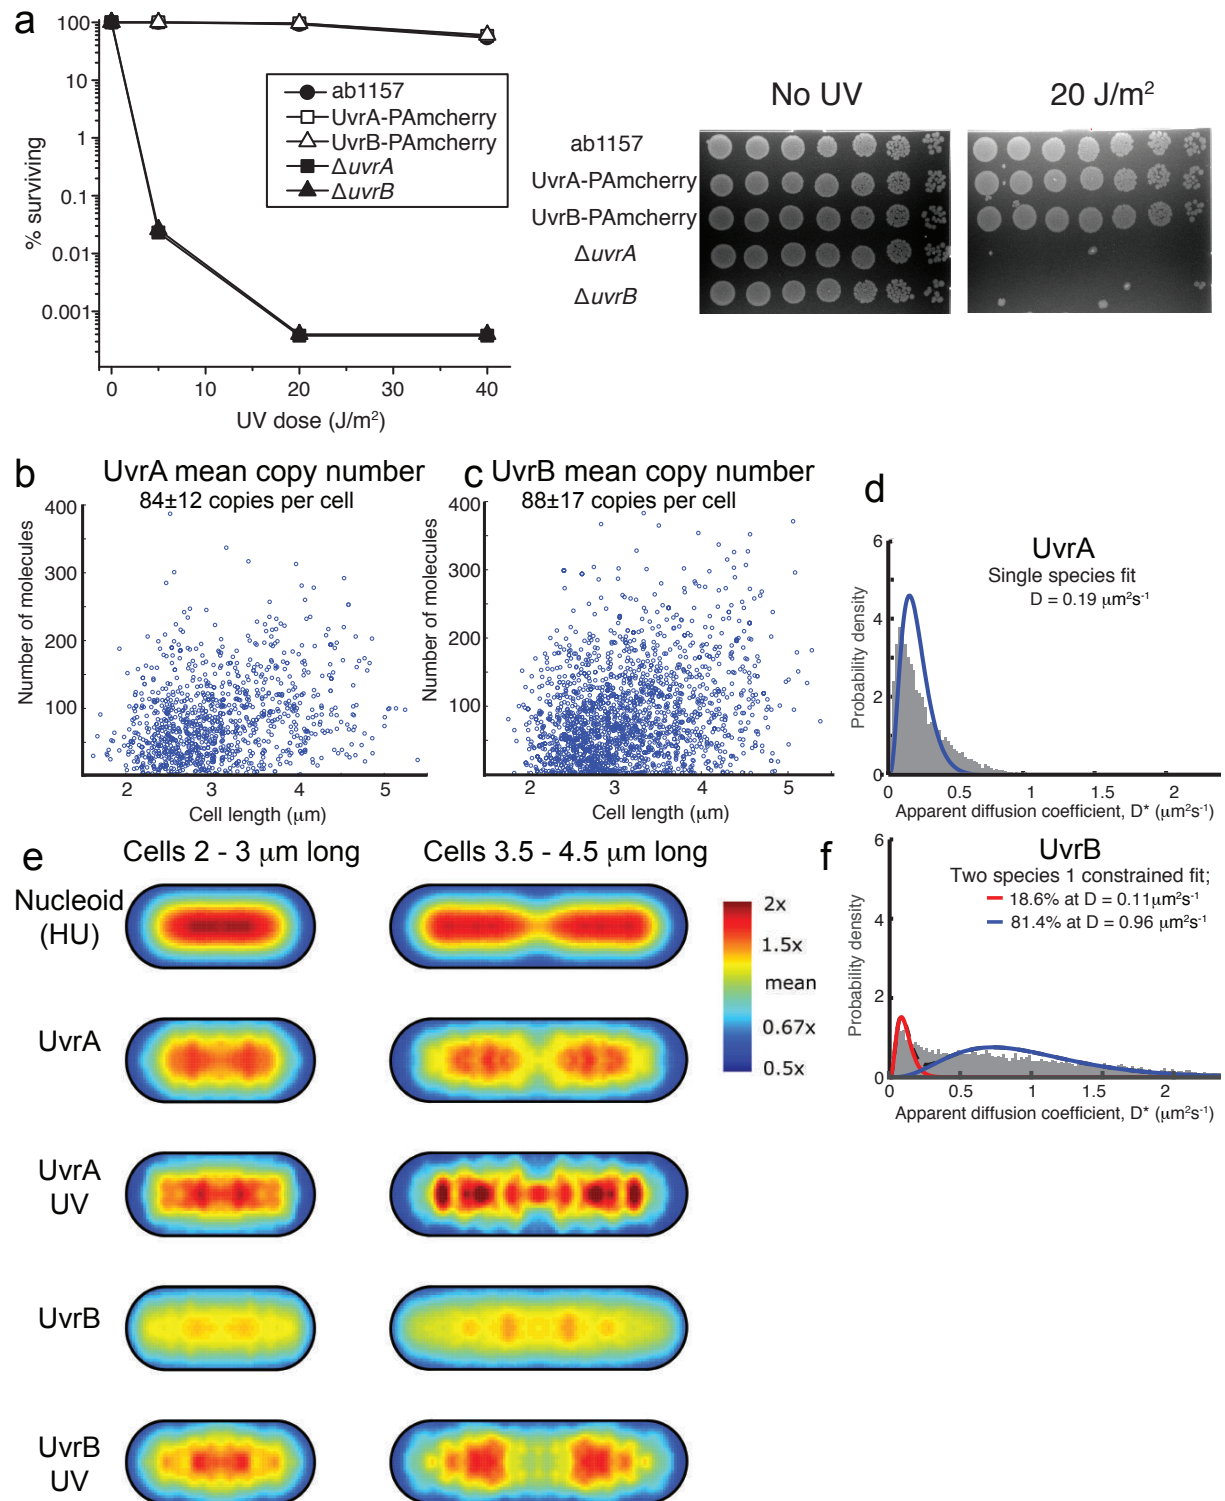 a
100
10
1
0.1
0.01
0.001
% surviving
0
10
20
30
40
UV dose (J/m²)
ab1157
UvrA-PAmcherry
UvrB-PAmcherry
ΔuvrA
ΔuvrB
No UV
20 J/m²
ab1157
UvrA-PAmcherry
UvrB-PAmcherry
ΔuvrA
ΔuvrB
b
UvrA mean copy number
84±12 copies per cell
400
300
200
100
Number of molecules
2
3
4
5
Cell length (μm)
c
UvrB mean copy number
88±17 copies per cell
400
300
200
100
Number of molecules
2
3
4
5
Cell length (μm)
d
UvrA
Single species fit
D = 0.19 μm²s⁻¹
6
4
2
0
Probability density
0
0.5
1
1.5
2
Apparent diffusion coefficient, D* (μm²s⁻¹)
e
Cells 2 - 3 μm long
Cells 3.5 - 4.5 μm long
Nucleoid
(HU)
UvrA
UvrA
UV
UvrB
UvrB
UV
2x
1.5x
mean
0.67x
0.5x
f
UvrB
Two species 1 constrained fit;
18.6% at D = 0.11μm²s⁻¹
81.4% at D = 0.96 μm²s⁻¹
6
4
2
0
Probability density
0
0.5
1
1.5
2
Apparent diffusion coefficient, D* (μm²s⁻¹)